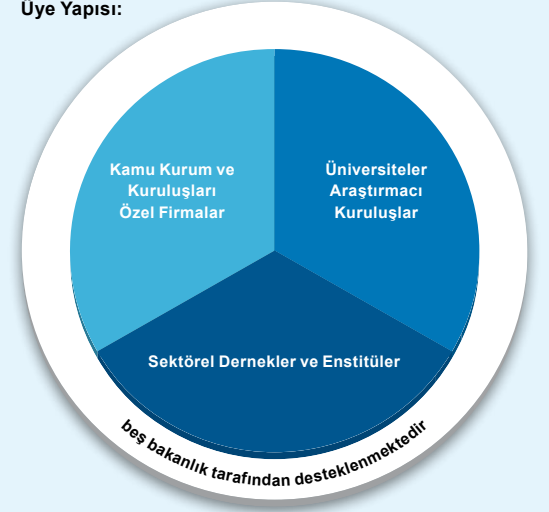 Üye Yapısı:
Kamu Kurum ve
Kuruluşları
Özel Firmalar
Üniversiteler
Araştırmacı
Kuruluşlar
Sektörel Dernekler ve Enstitüler
beş bakanlık tarafından desteklenmektedir